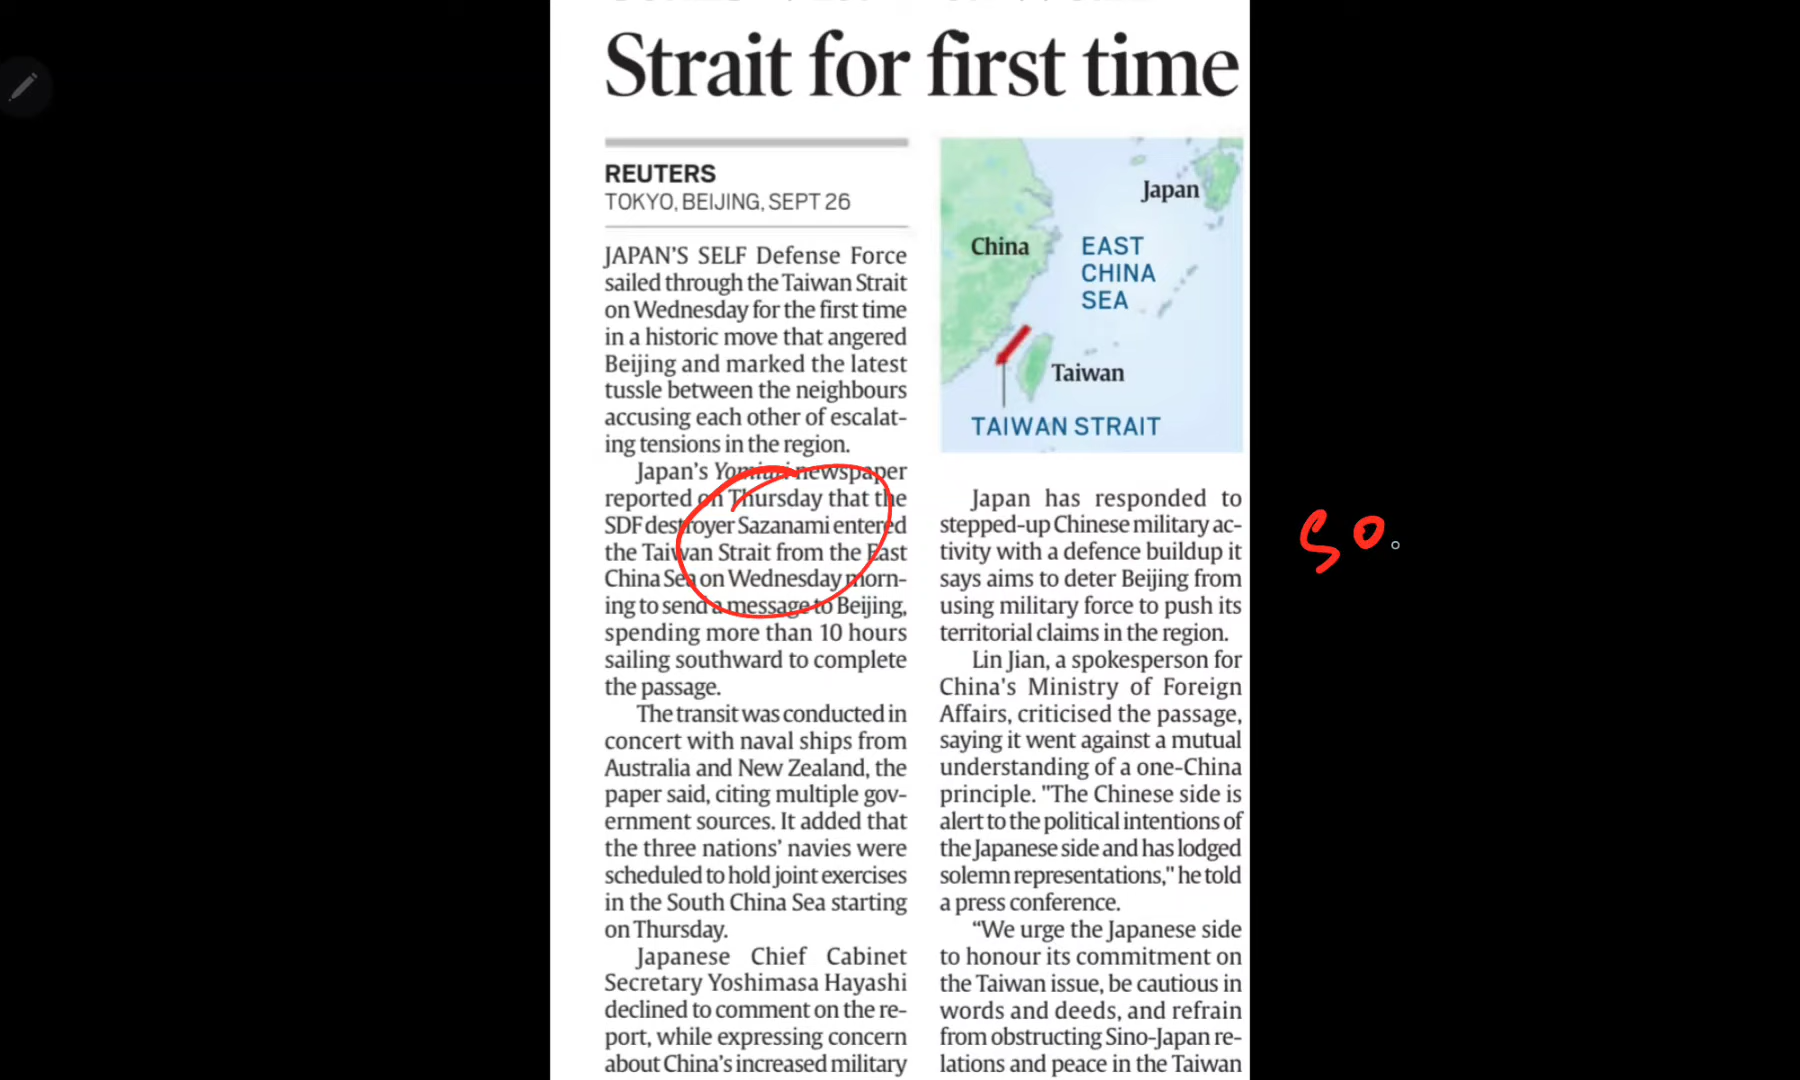 Strait for first time
REUTERS
TOKYO, BEIJING, SEPT 26
JAPAN'S SELF Defense Force
sailed through the Taiwan Strait
on Wednesday for the first time
in a historic move that angered
Beijing and marked the latest
tussle between the neighbours
accusing each other of escalat-
ing tensions in the region.
Japan's Yomiuri newspaper
reported on Thursday that the
SDF destroyer Sazanami entered
the Taiwan Strait from the East
China Sea on Wednesday morn-
ing to send a message to Beijing,
spending more than 10 hours
sailing southward to complete
the passage.
The transit was conducted in
concert with naval ships from
Australia and New Zealand, the
paper said, citing multiple gov-
ernment sources. It added that
the three nations' navies were
scheduled to hold joint exercises
in the South China Sea starting
on Thursday.
Japanese Chief Cabinet
Secretary Yoshimasa Hayashi
declined to comment on the re-
port, while expressing concern
about China's increased military
Japan
China
EAST
CHINA
SEA
Taiwan
TAIWAN STRAIT
Japan has responded to
stepped-up Chinese military ac-
tivity with a defence buildup it
says aims to deter Beijing from
using military force to push its
territorial claims in the region.
Lin Jian, a spokesperson for
China's Ministry of Foreign
Affairs, criticised the passage,
saying it went against a mutual
understanding of a one-China
principle. "The Chinese side is
alert to the political intentions of
the Japanese side and has lodged
solemn representations," he told
a press conference.
“We urge the Japanese side
to honour its commitment on
the Taiwan issue, be cautious in
words and deeds, and refrain
from obstructing Sino-Japan re-
lations and peace in the Taiwan
so